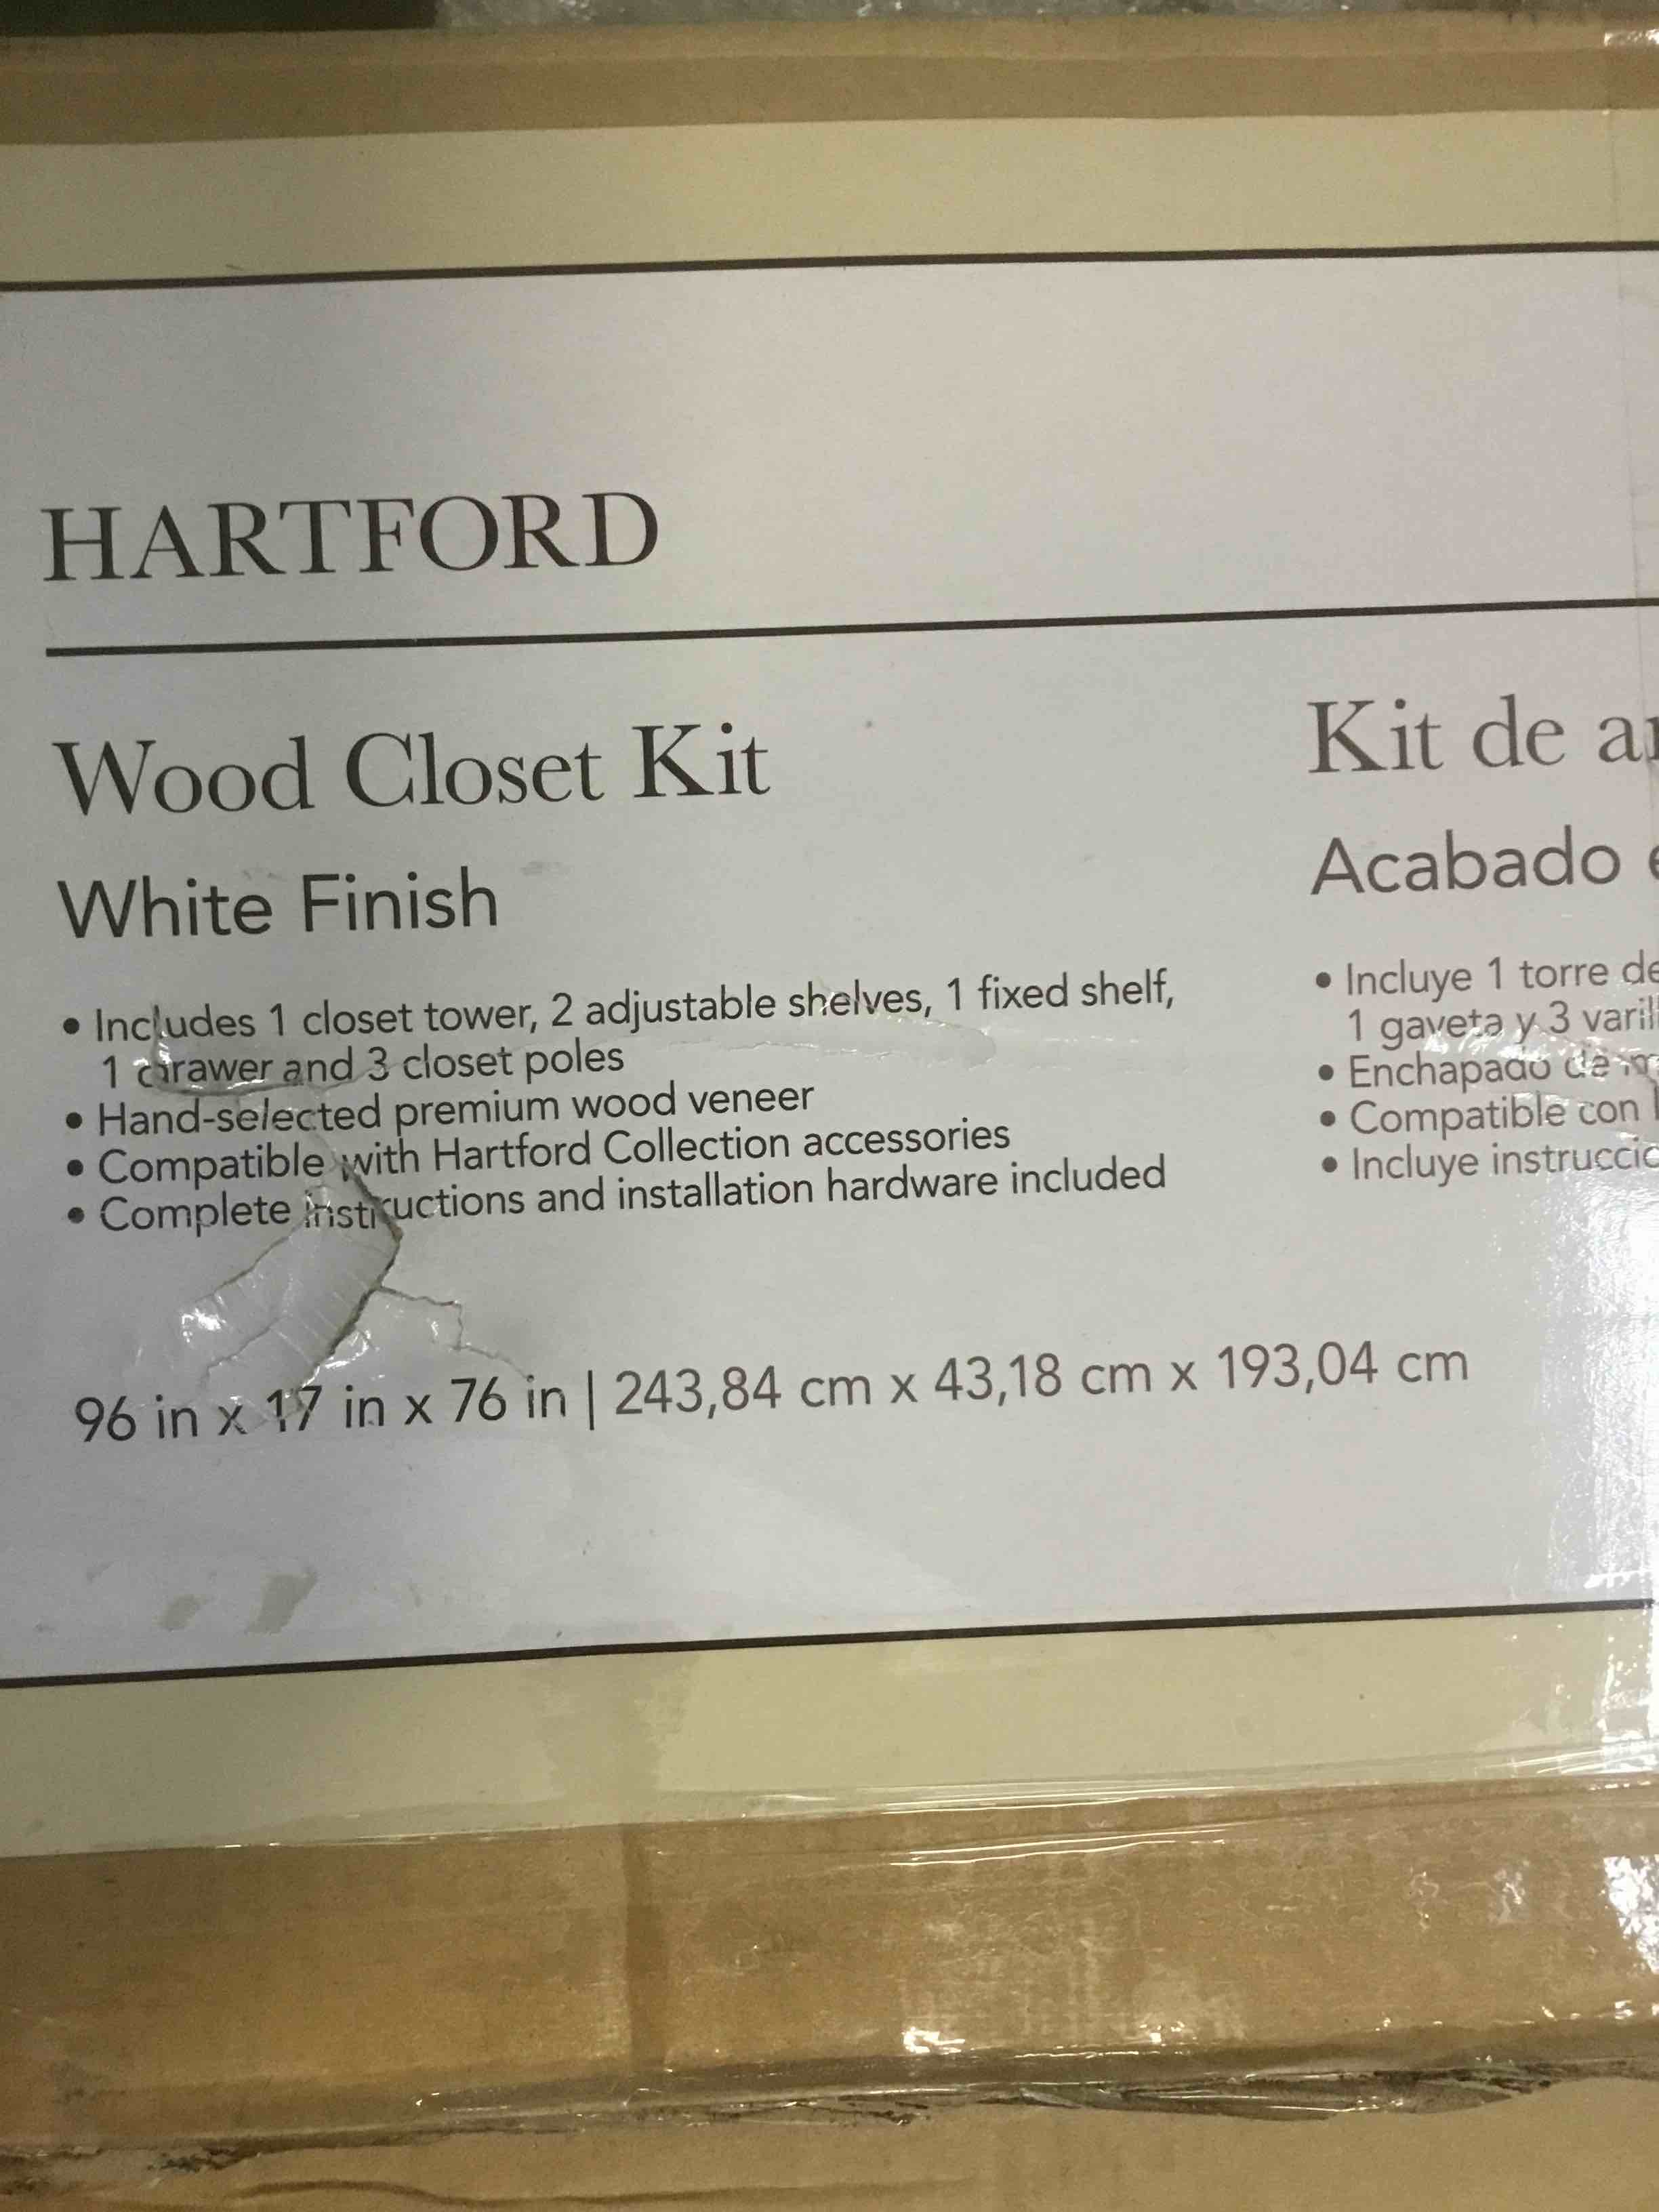 HARTFORD
Wood Closet Kit
White Finish
• Includes 1 closet tower, 2 adjustable shelves, 1 fixed shelf,
1 drawer and 3 closet poles
• Hand-selected premium wood veneer
• Compatible with Hartford Collection accessories
• Complete instructions and installation hardware included
96 in x 17 in x 76 in | 243,84 cm x 43,18 cm x 193,04 cm
Kit de
Acabado
• Incluye 1 torre de
1 gaveta y 3
• Enchapado de
• Compatible con
• Incluye